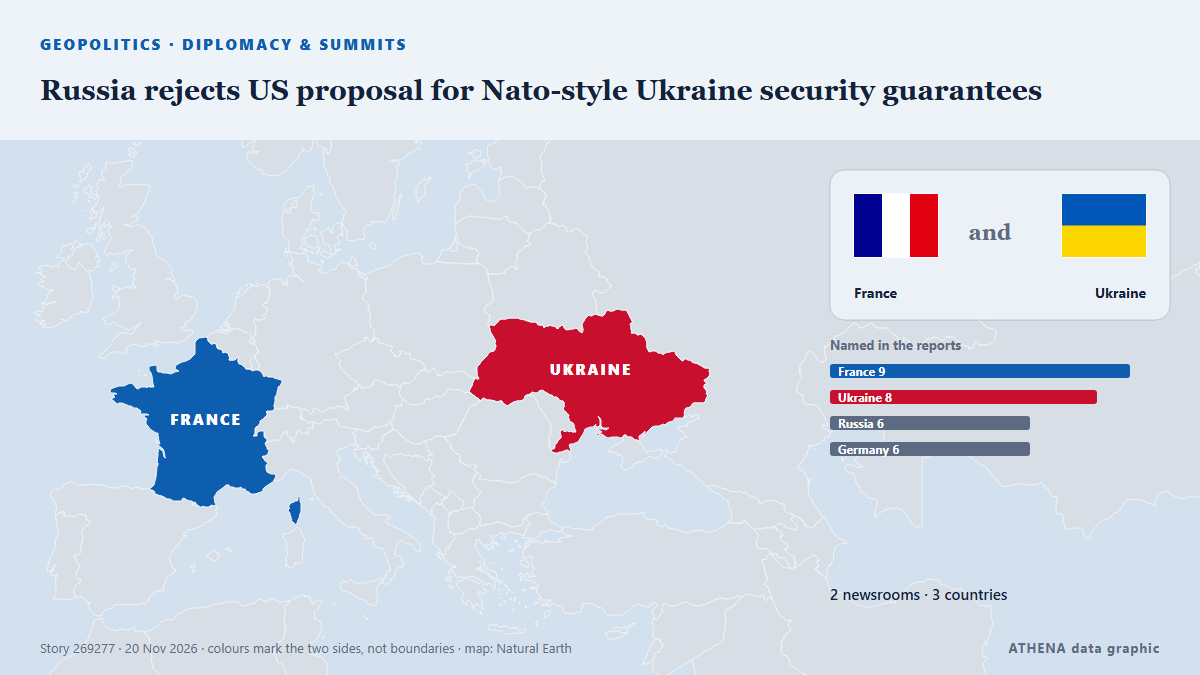 GEOPOLITICS · DIPLOMACY & SUMMITS
Russia rejects US proposal for Nato-style Ukraine security guarantees
and
France
Ukraine
Named in the reports
France 9
Ukraine 8
Russia 6
Germany 6
FRANCE
UKRAINE
2 newsrooms · 3 countries
Story 269277 · 20 Nov 2026 · colours mark the two sides, not boundaries · map: Natural Earth
ATHENA data graphic